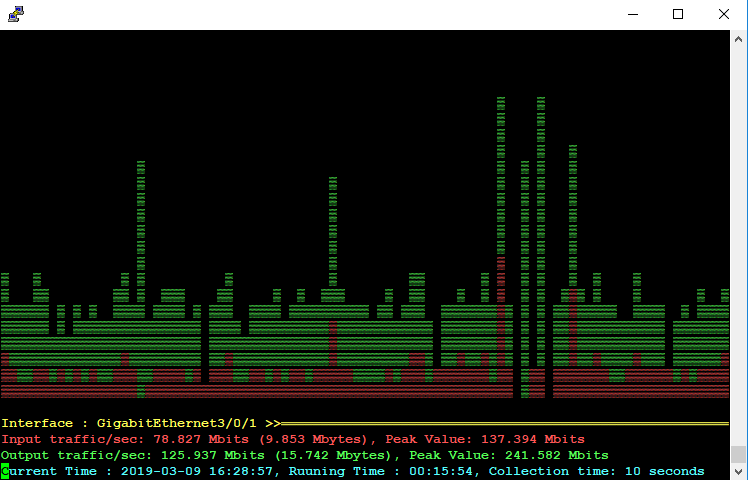 Interface : GigabitEthernet3/0/1 >>══════════════════════════════════════════════════════════
Input traffic/sec: 78.827 Mbits (9.853 Mbytes), Peak Value: 137.394 Mbits
Output traffic/sec: 125.937 Mbits (15.742 Mbytes), Peak Value: 241.582 Mbits
Current Time : 2019-03-09 16:28:57, Ruuning Time : 00:15:54, Collection time: 10 seconds